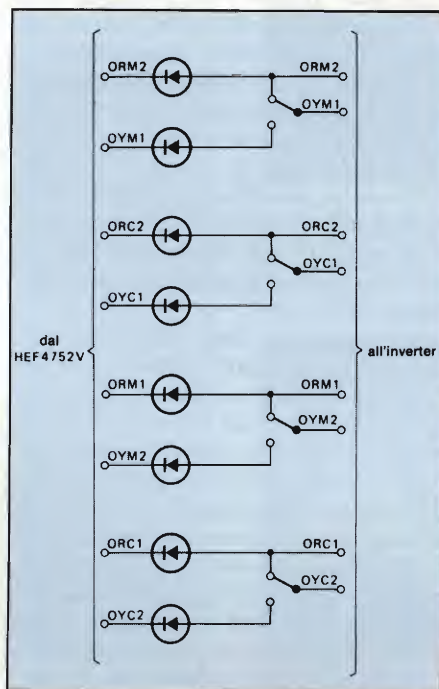 ORM2 ORM2
OYM1
OYM1
ORC2 ORC2
OYC1
OYC1
dal
HEF4752V
all'inverter
ORM1 ORM1
OYM2
OYM2
ORC1 ORC1
OYC2
OYC2